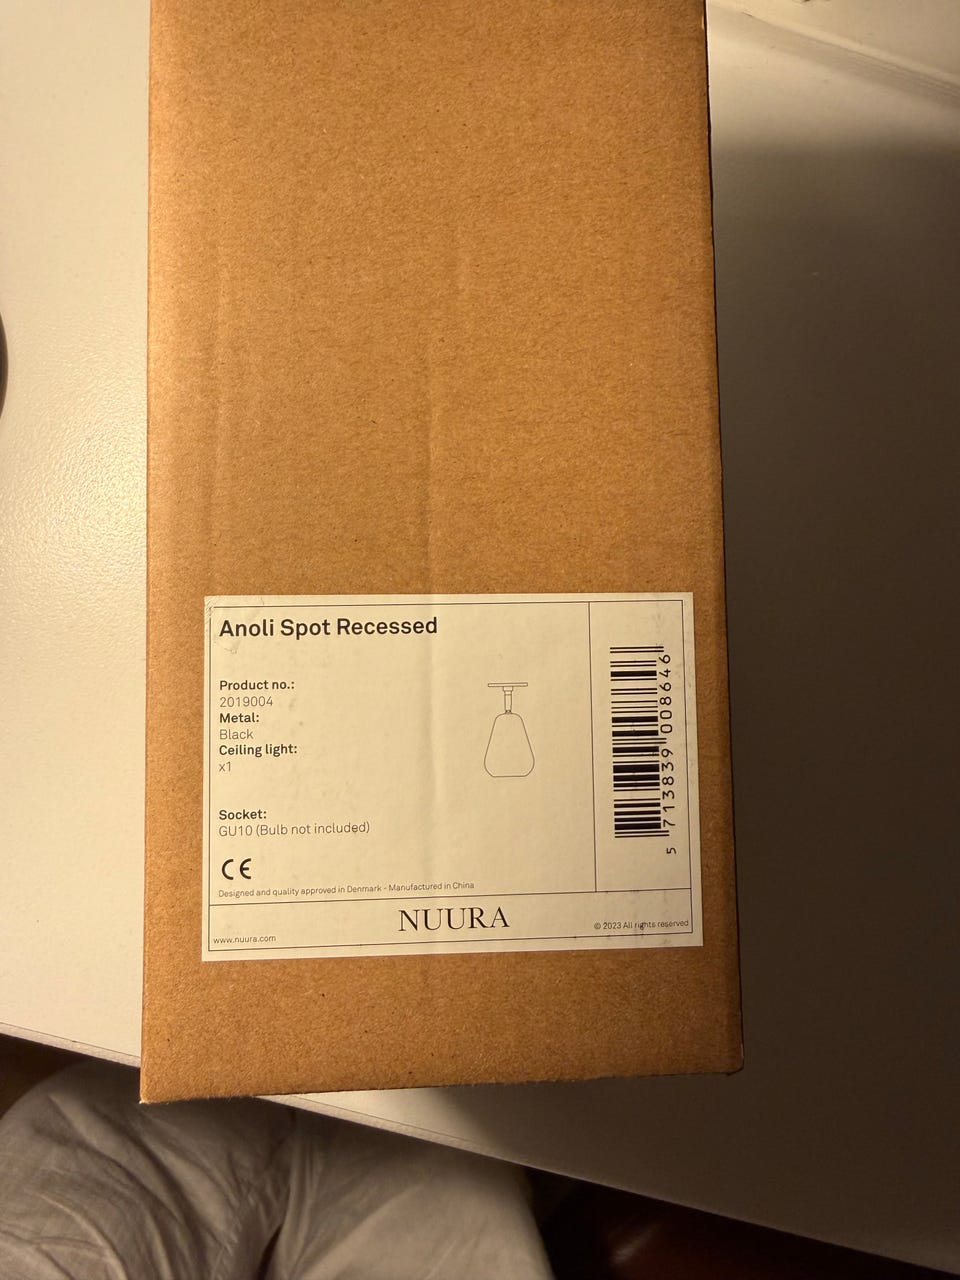 Anoli Spot Recessed
Product no.:
2019004
Metal:
Black
Ceiling light:
x1
Socket:
GU10 (Bulb not included)
CE
Designed and quality approved in Denmark - Manufactured in China
5 713839 008646
www.nuura.com
NUURA
© 2023 All rights reserved